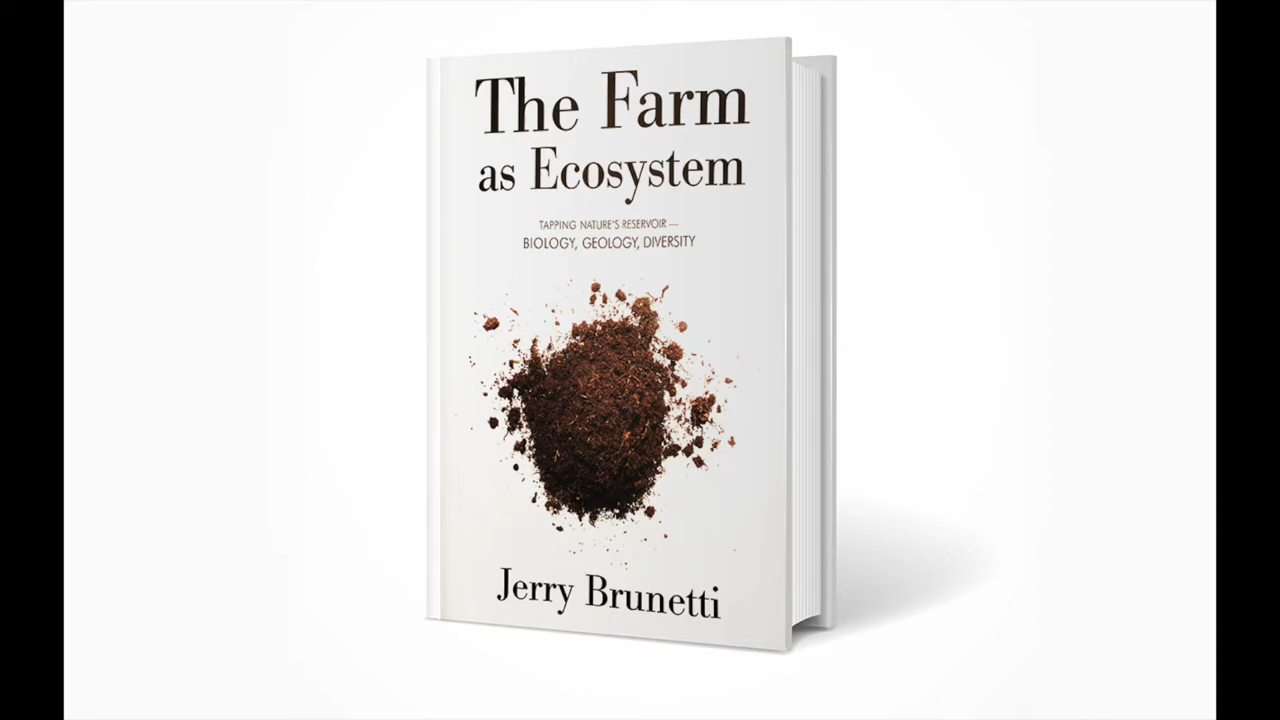 The Farm
as Ecosystem
TAPPING NATURE'S RESERVOIR —
BIOLOGY, GEOLOGY, DIVERSITY
Jerry Brunetti